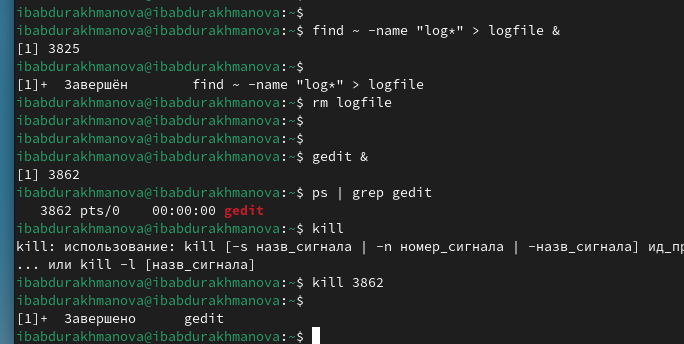 ibabdurakhmanova@ibabdurakhmanova:~$
ibabdurakhmanova@ibabdurakhmanova:~$ find ~ -name "log*" > logfile &
[1] 3825
ibabdurakhmanova@ibabdurakhmanova:~$
[1]+  Завершён        find ~ -name "log*" > logfile
ibabdurakhmanova@ibabdurakhmanova:~$ rm logfile
ibabdurakhmanova@ibabdurakhmanova:~$
ibabdurakhmanova@ibabdurakhmanova:~$
ibabdurakhmanova@ibabdurakhmanova:~$ gedit &
[1] 3862
ibabdurakhmanova@ibabdurakhmanova:~$ ps | grep gedit
   3862 pts/0    00:00:00 gedit
ibabdurakhmanova@ibabdurakhmanova:~$ kill
kill: использование: kill [-s назв_сигнала | -n номер_сигнала | -назв_сигнала] ид_пр
... или kill -l [назв_сигнала]
ibabdurakhmanova@ibabdurakhmanova:~$ kill 3862
ibabdurakhmanova@ibabdurakhmanova:~$
[1]+  Завершено      gedit
ibabdurakhmanova@ibabdurakhmanova:~$